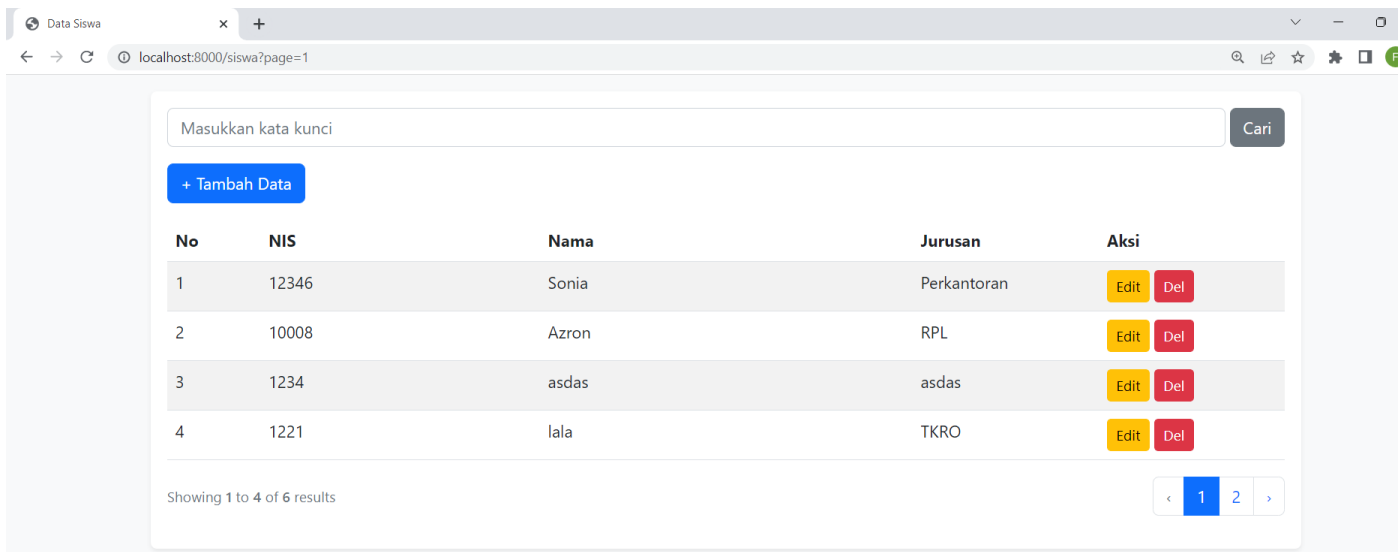 Data Siswa
localhost:8000/siswa?page=1
F
Masukkan kata kunci Cari
+ Tambah Data
No NIS Nama Jurusan Aksi
1 12346 Sonia Perkantoran Edit Del
2 10008 Azron RPL Edit Del
3 1234 asdas asdas Edit Del
4 1221 lala TKRO Edit Del
Showing 1 to 4 of 6 results ‹ 1 2 ›